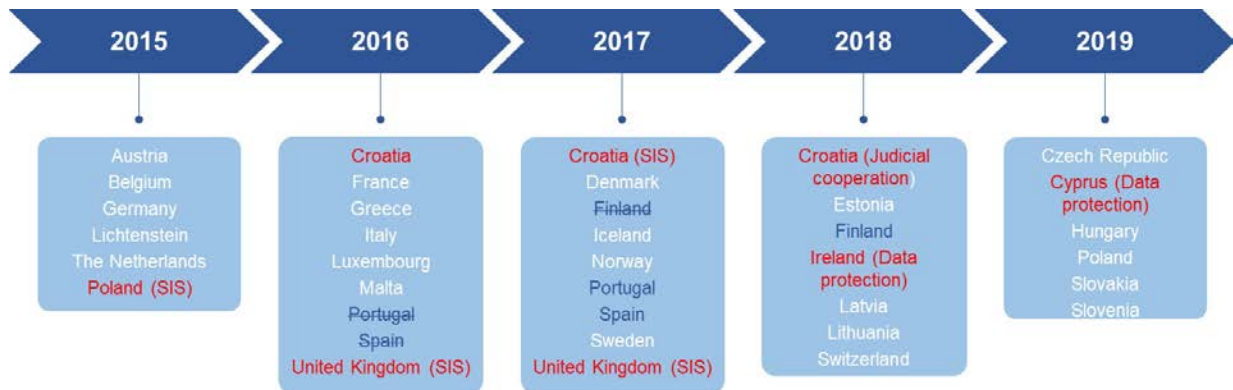 2015
Austria
Belgium
Germany
Lichtenstein
The Netherlands
Poland (SIS)
2016
Croatia
France
Greece
Italy
Luxembourg
Malta
Portugal
Spain
United Kingdom (SIS)
2017
Croatia (SIS)
Denmark
Finland
Iceland
Norway
Portugal
Spain
Sweden
United Kingdom (SIS)
2018
Croatia (Judicial
cooperation)
Estonia
Finland
Ireland (Data
protection)
Latvia
Lithuania
Switzerland
2019
Czech Republic
Cyprus (Data
protection)
Hungary
Poland
Slovakia
Slovenia